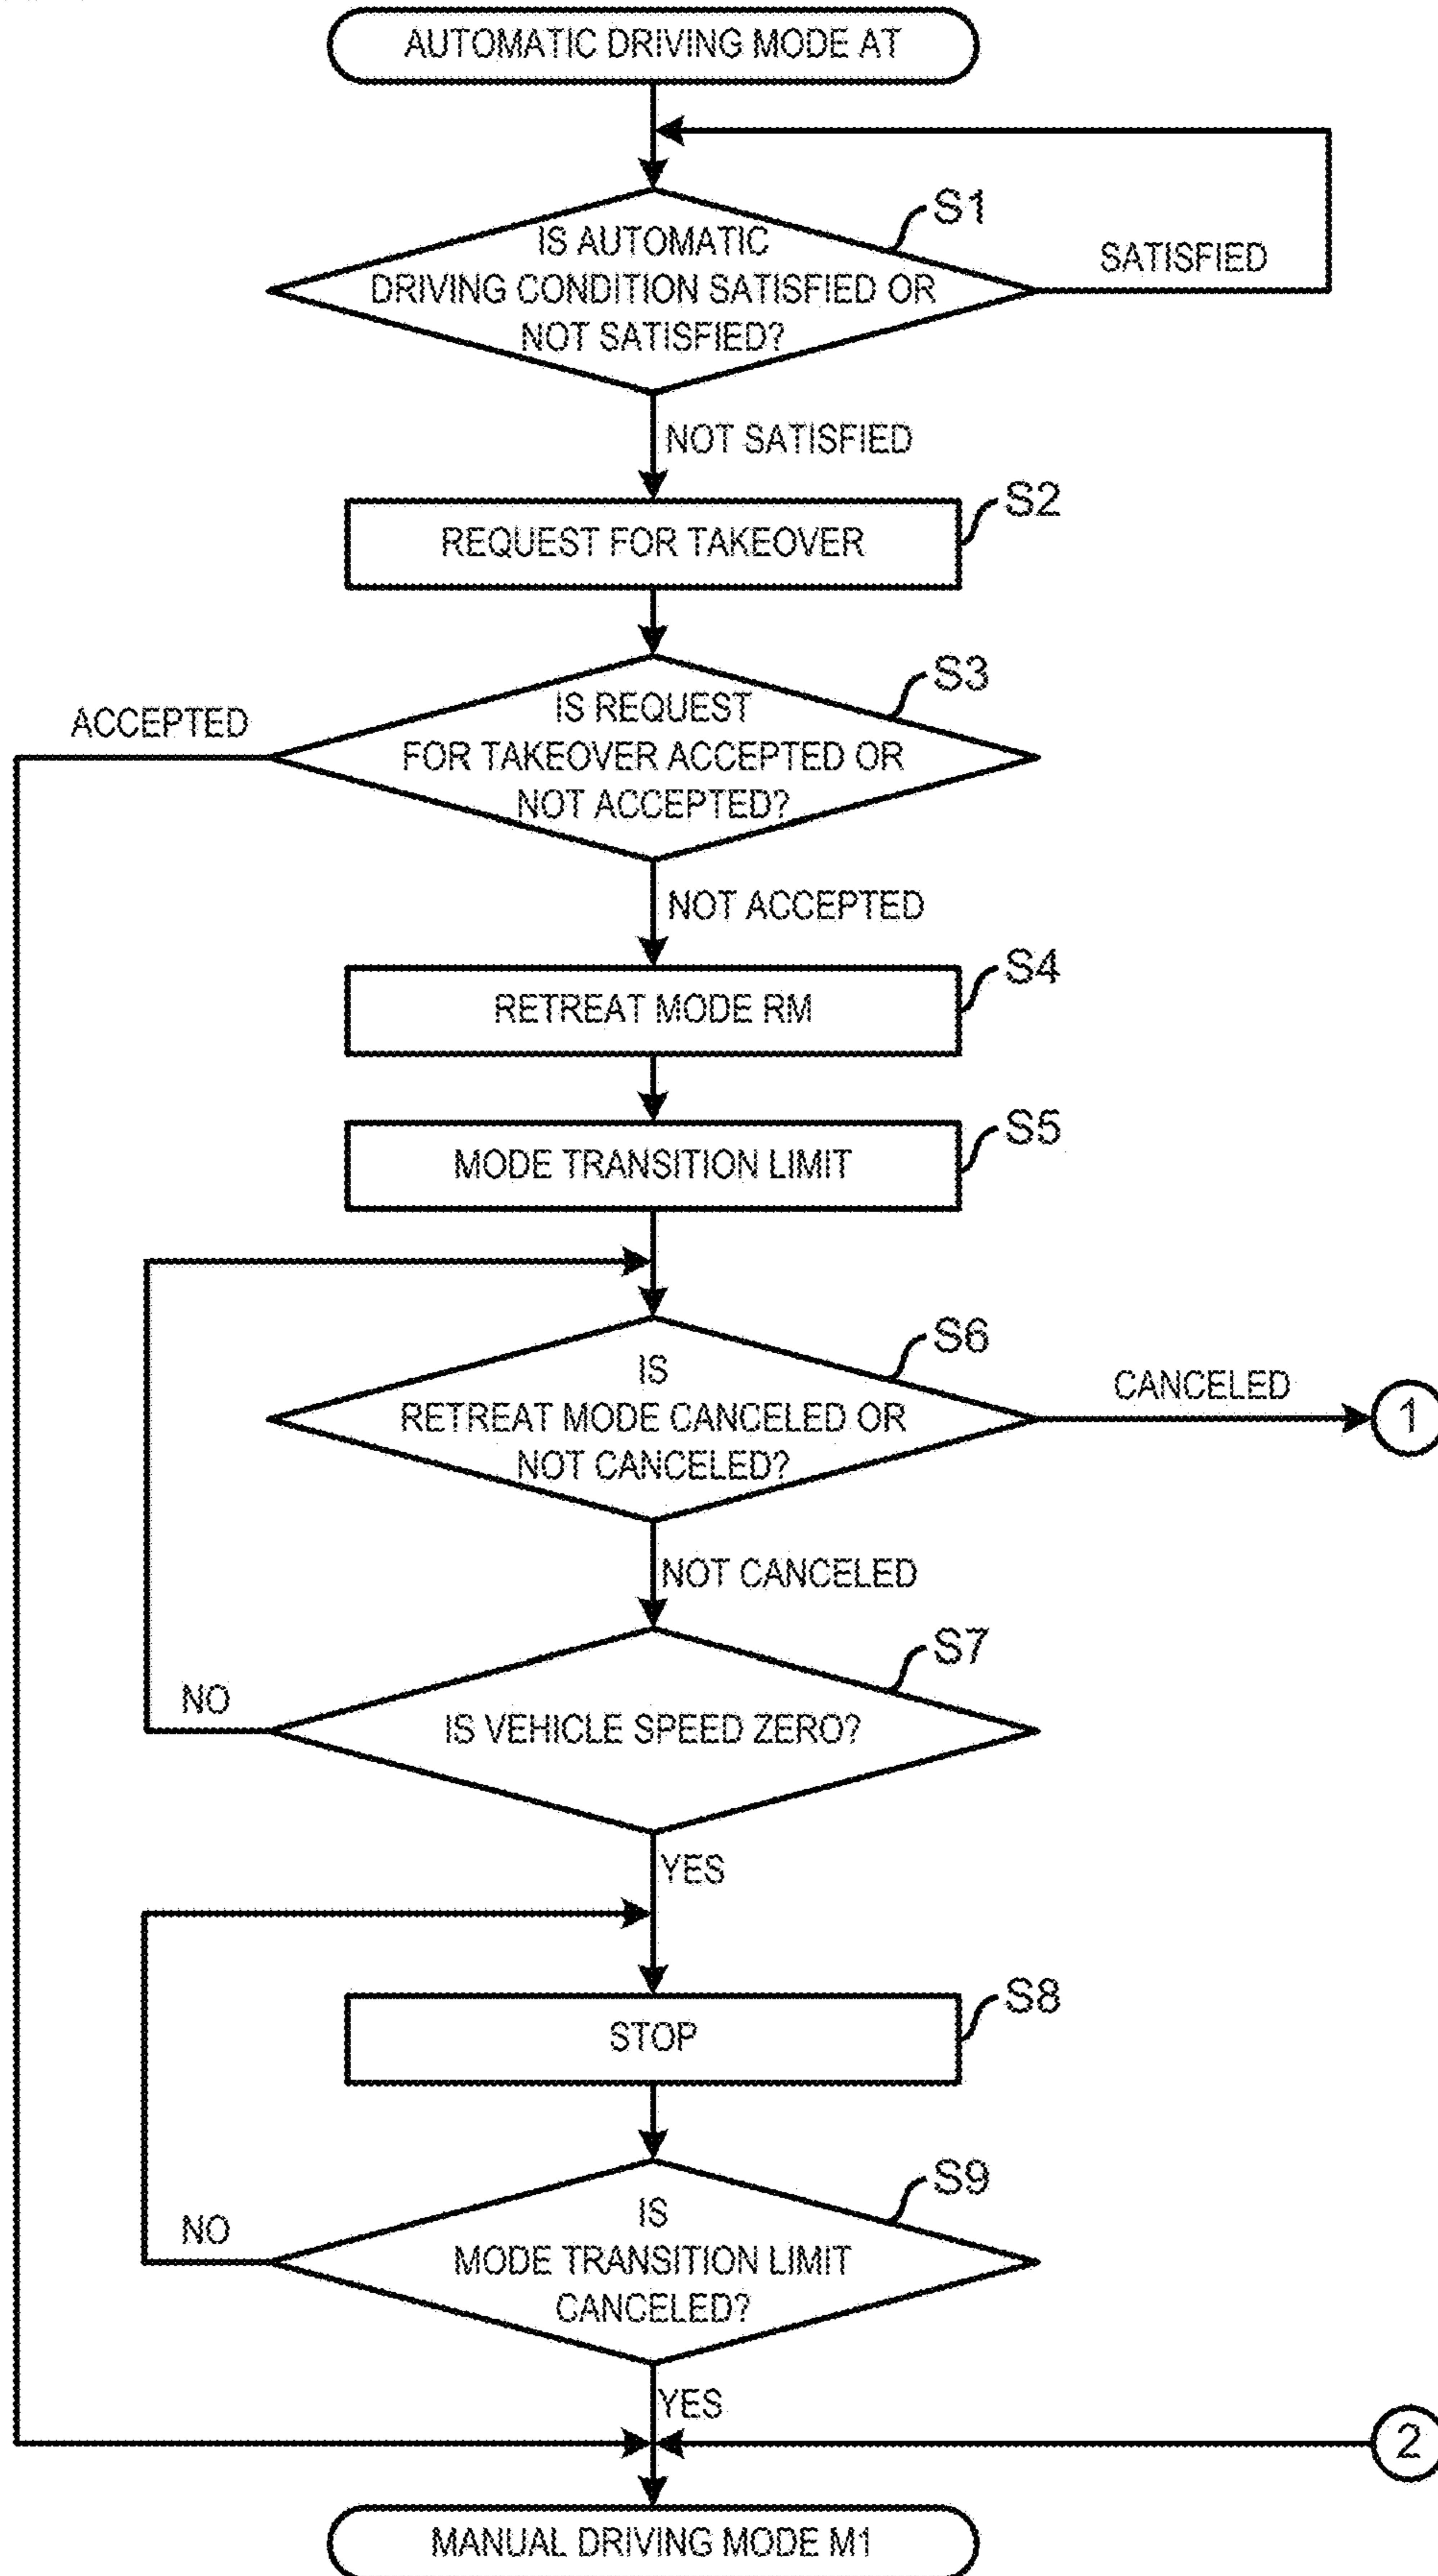 AUTOMATIC DRIVING MODE AT
S1
IS AUTOMATIC
DRIVING CONDITION SATISFIED OR
NOT SATISFIED?
SATISFIED
NOT SATISFIED
S2
REQUEST FOR TAKEOVER
S3
IS REQUEST
FOR TAKEOVER ACCEPTED OR
NOT ACCEPTED?
ACCEPTED
NOT ACCEPTED
S4
RETREAT MODE RM
S5
MODE TRANSITION LIMIT
S6
IS
RETREAT MODE CANCELED OR
NOT CANCELED?
CANCELED
1
NOT CANCELED
S7
IS VEHICLE SPEED ZERO?
NO
YES
S8
STOP
S9
IS
MODE TRANSITION LIMIT
CANCELED?
NO
YES
2
MANUAL DRIVING MODE M1